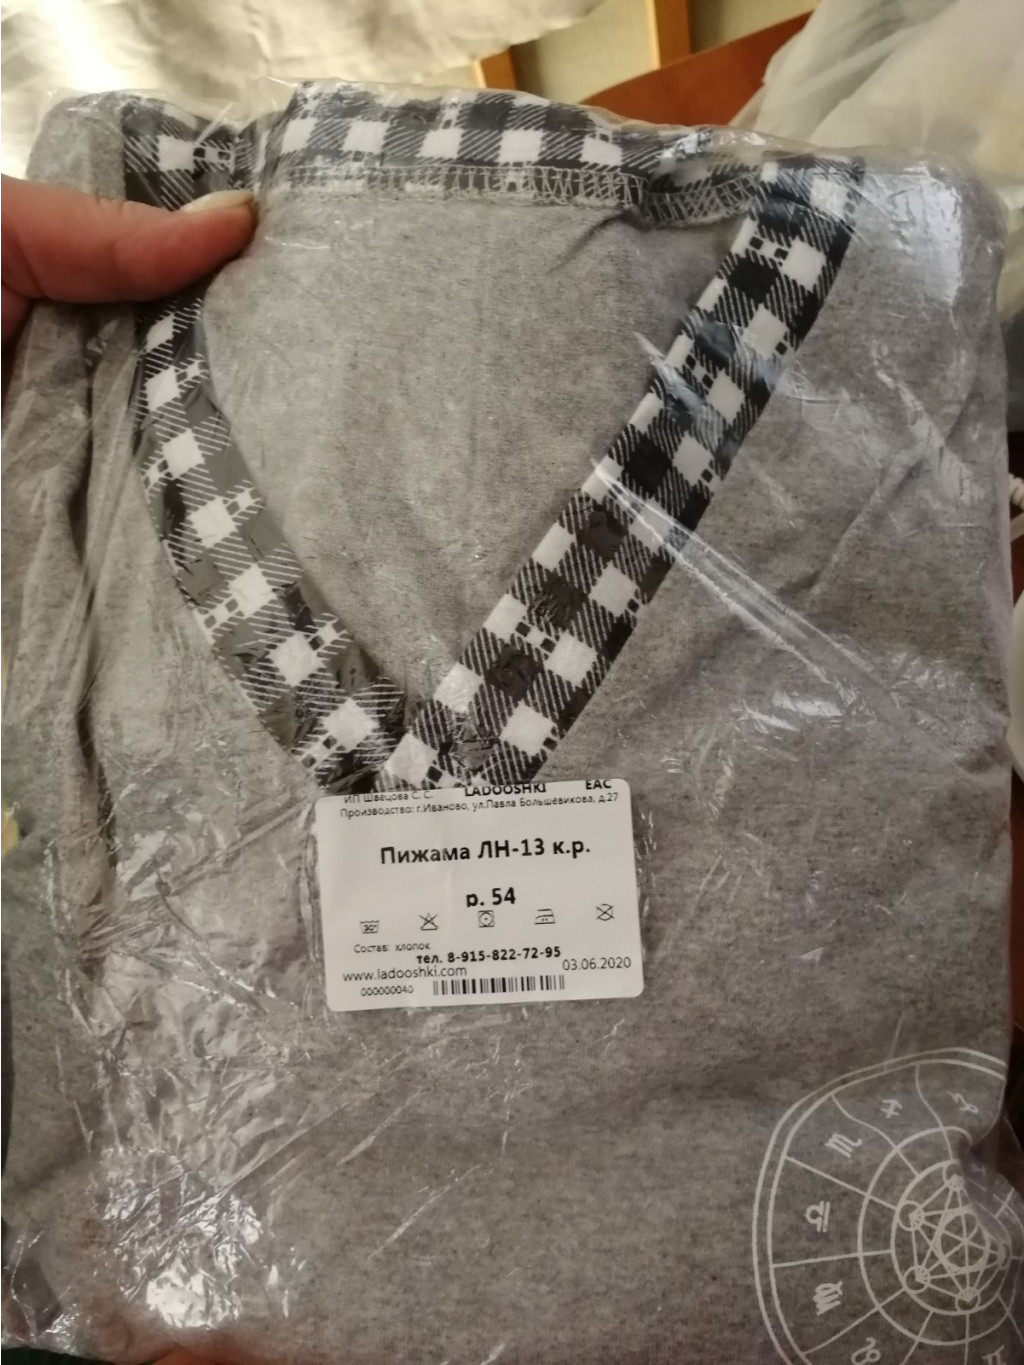 ИП Швецова С. С. LADOOSHKI EAC
Производство: г.Иваново, ул.Павла Большевикова, д.27
Пижама ЛН-13 к.р.
р. 54
30°
Состав: хлопок
тел. 8-915-822-72-95
www.ladooshki.com 03.06.2020
000000040